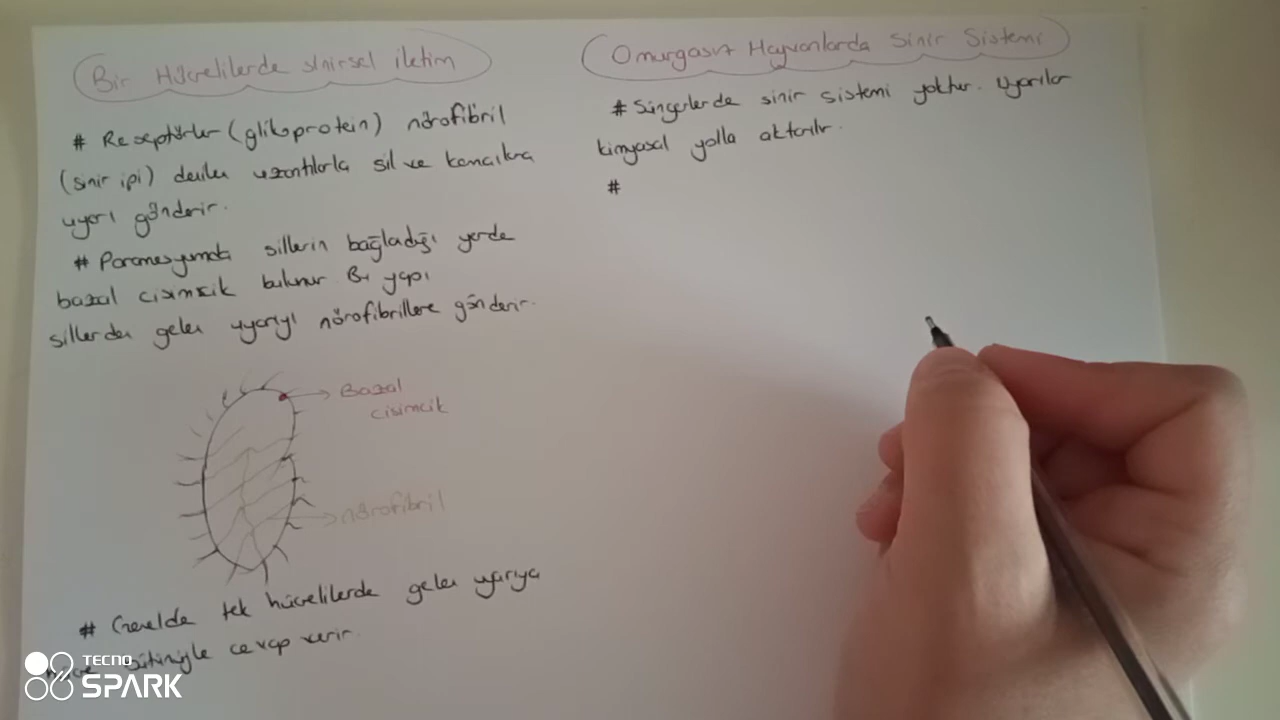 Bir Hücrelilerde sinirsel iletim
# Reseptörler (glikoprotein) nörofibril
(sinir ipi) denilen uzantılarla sil ve kamçılara
uyarı gönderir.
# Paramesyumda sillerin bağladığı yerde
bazal cisimcik bulunur Bu yapı
sillerden gelen uyarıyı nörofibrillere gönderir.
Bazal
cisimcik
nörofibril
# Genelde tek hücrelilerde gelen uyarıya
bütünüyle cevap verir.
Omurgasız Hayvanlarda Sinir Sistemi
# Süngerlerde sinir sistemi yoktur. Uyarılar
kimyasal yolla aktarılır.
#
TECNO
SPARK